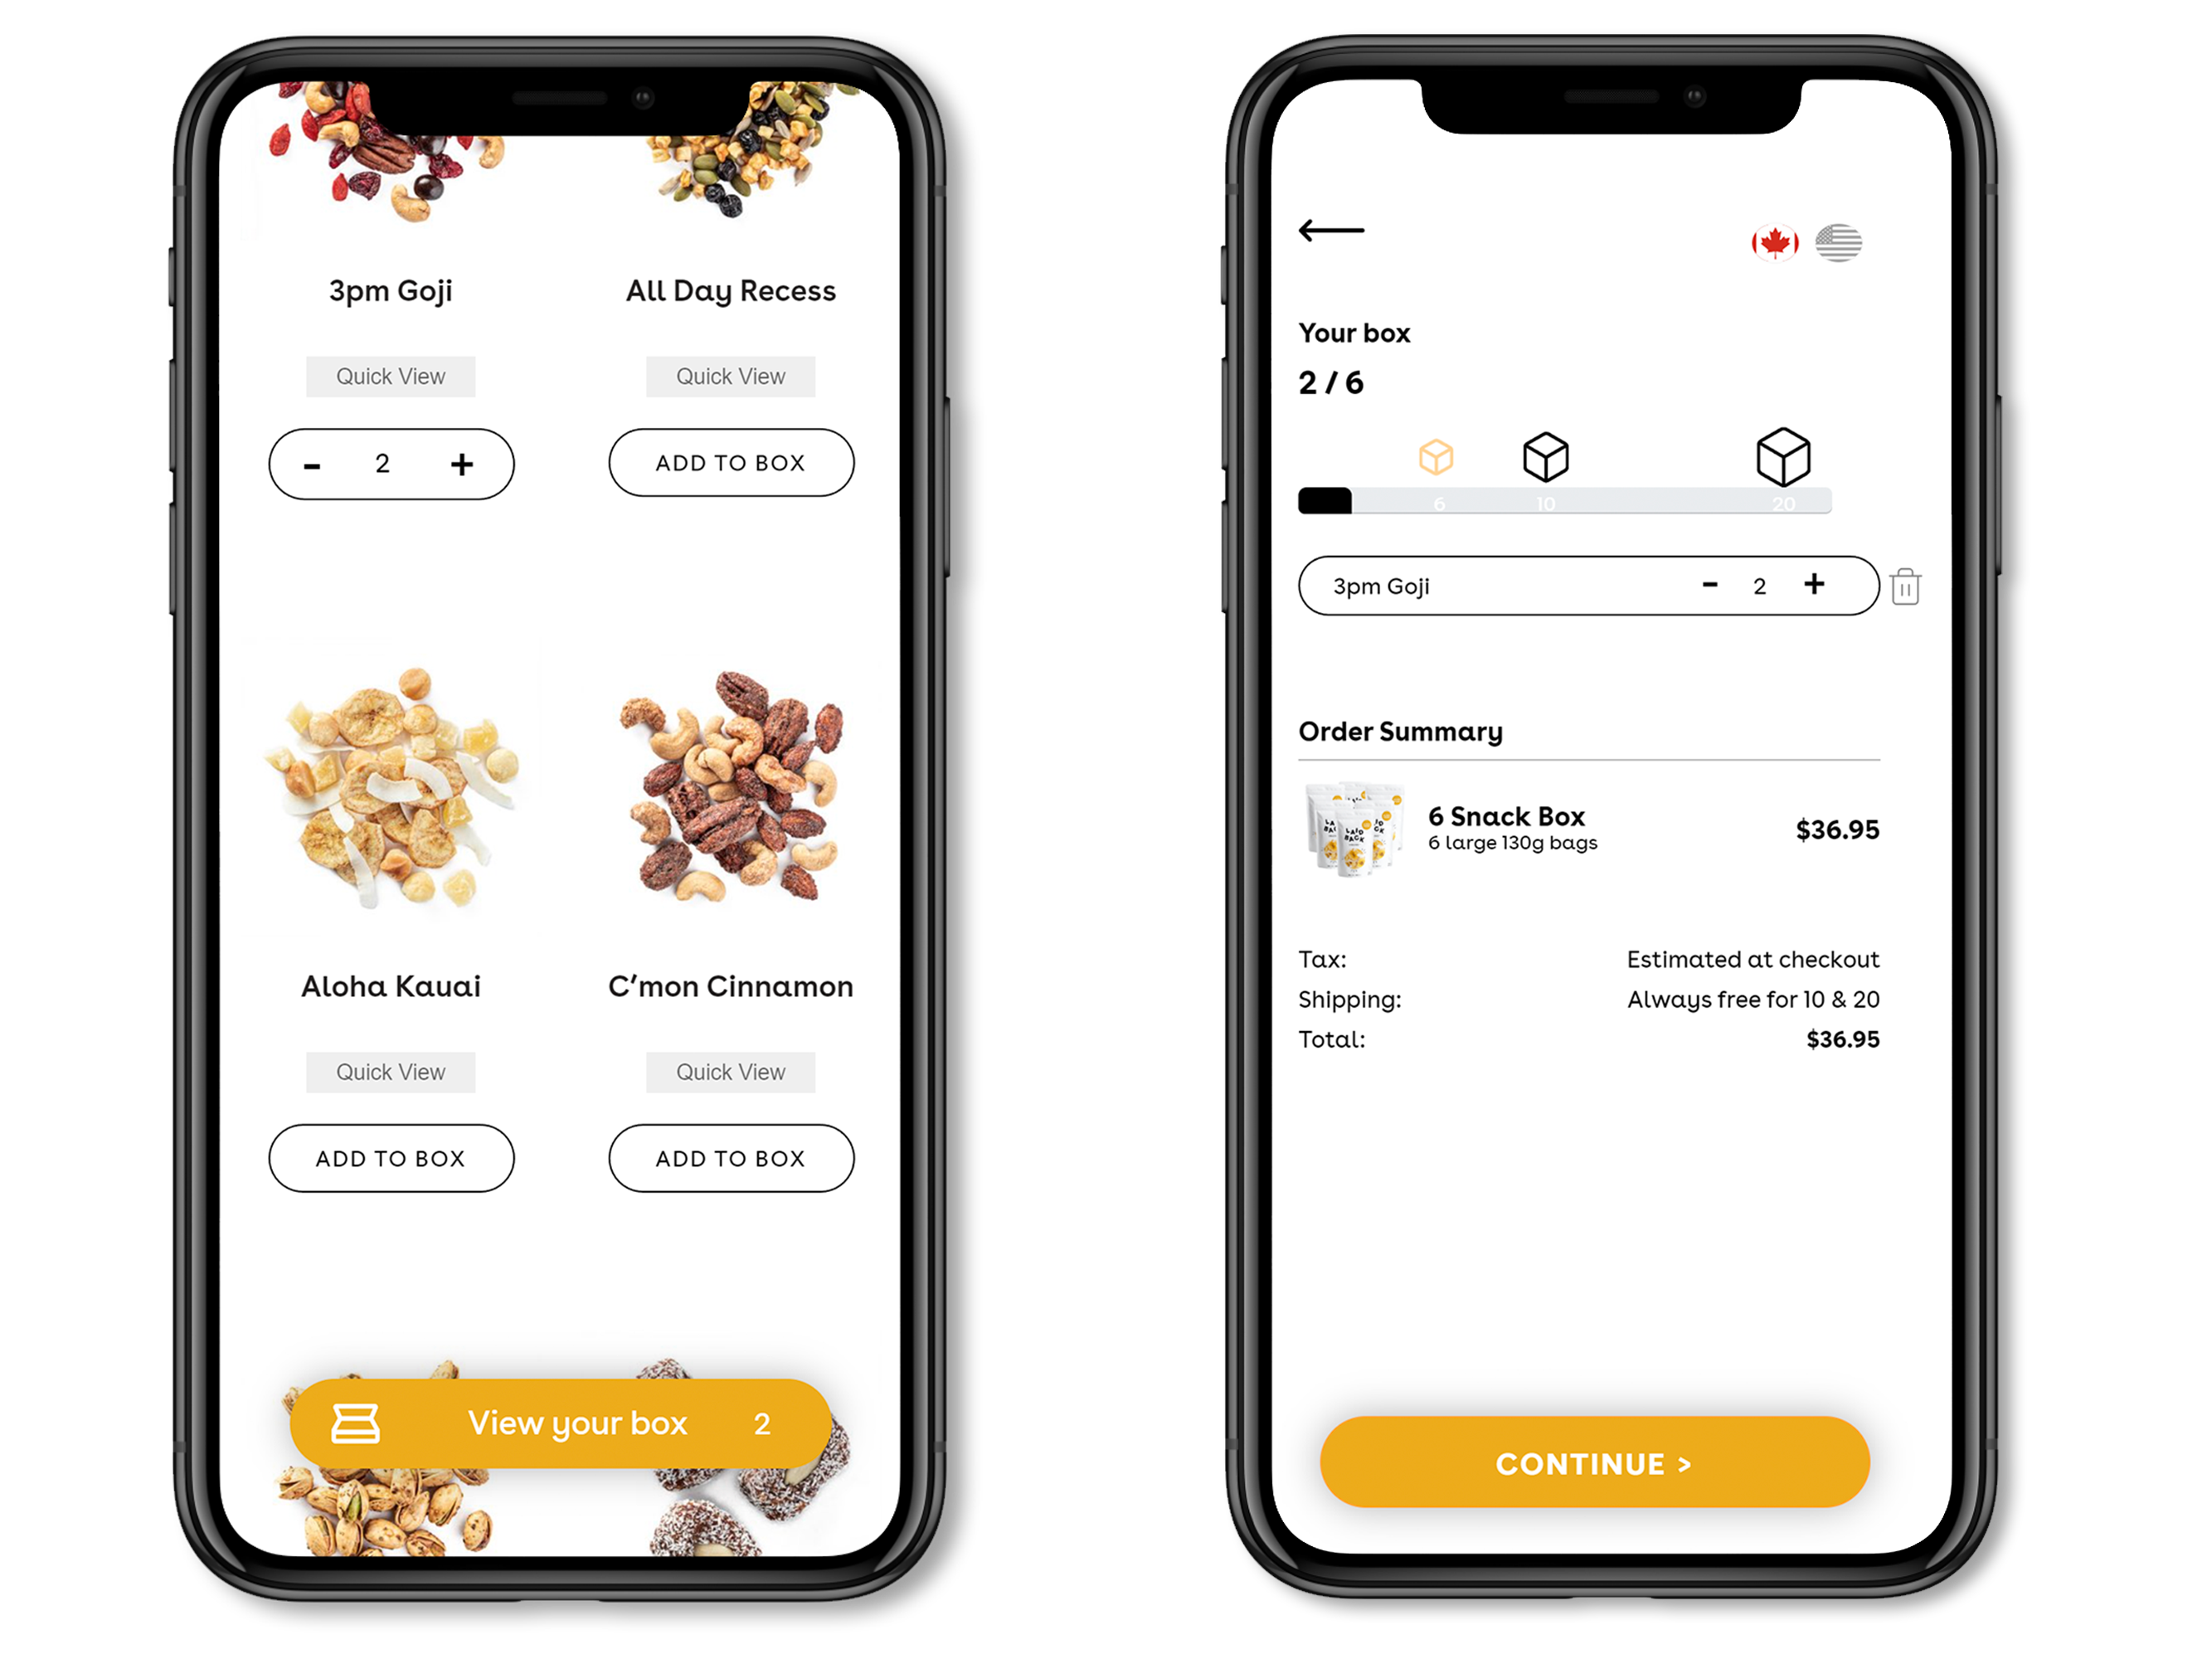 3pm Goji
All Day Recess
Quick View
Quick View
- 2 +
ADD TO BOX
Aloha Kauai
C'mon Cinnamon
Quick View
Quick View
ADD TO BOX
ADD TO BOX
View your box 2
Your box
2 / 6
6 10 20
3pm Goji - 2 +
Order Summary
LAID
BACK
6 Snack Box
6 large 130g bags
$36.95
Tax: Estimated at checkout
Shipping: Always free for 10 & 20
Total: $36.95
CONTINUE >